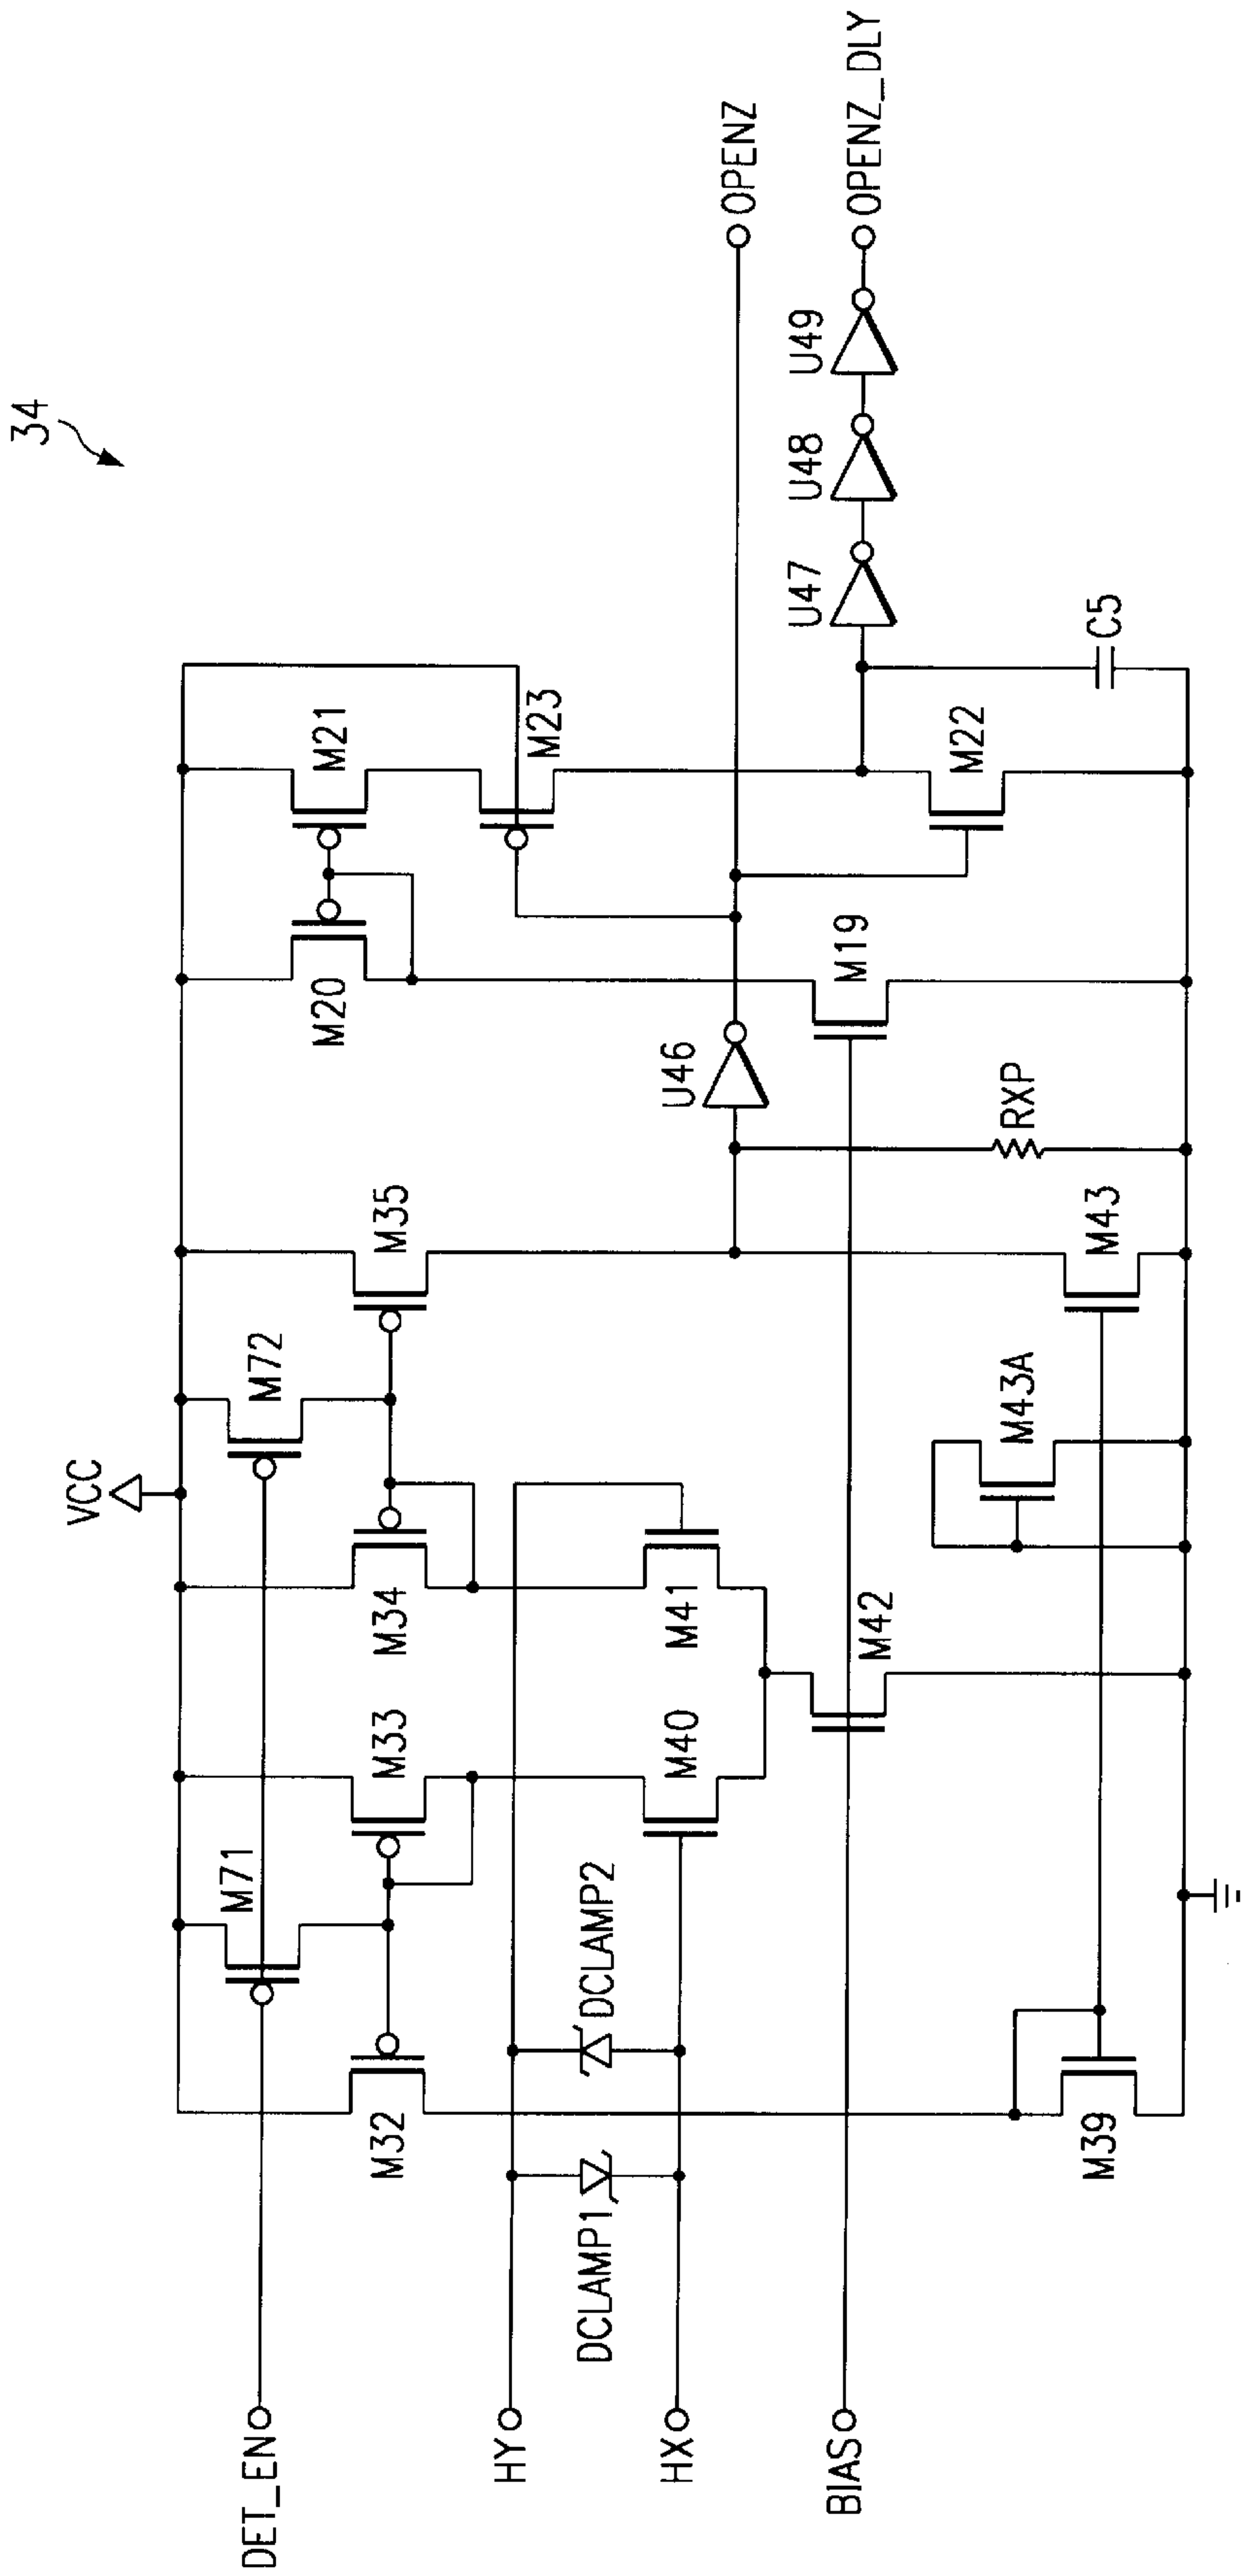 34
VCC
M71
M72
M21
M20
M32
M33
M34
M35
M23
DET_EN
HY
HX
BIAS
DCLAMP1
DCLAMP2
M40
M41
M42
U46
M19
OPENZ
U47
U48
U49
OPENZ_DLY
M22
M39
M43A
M43
RXP
C5